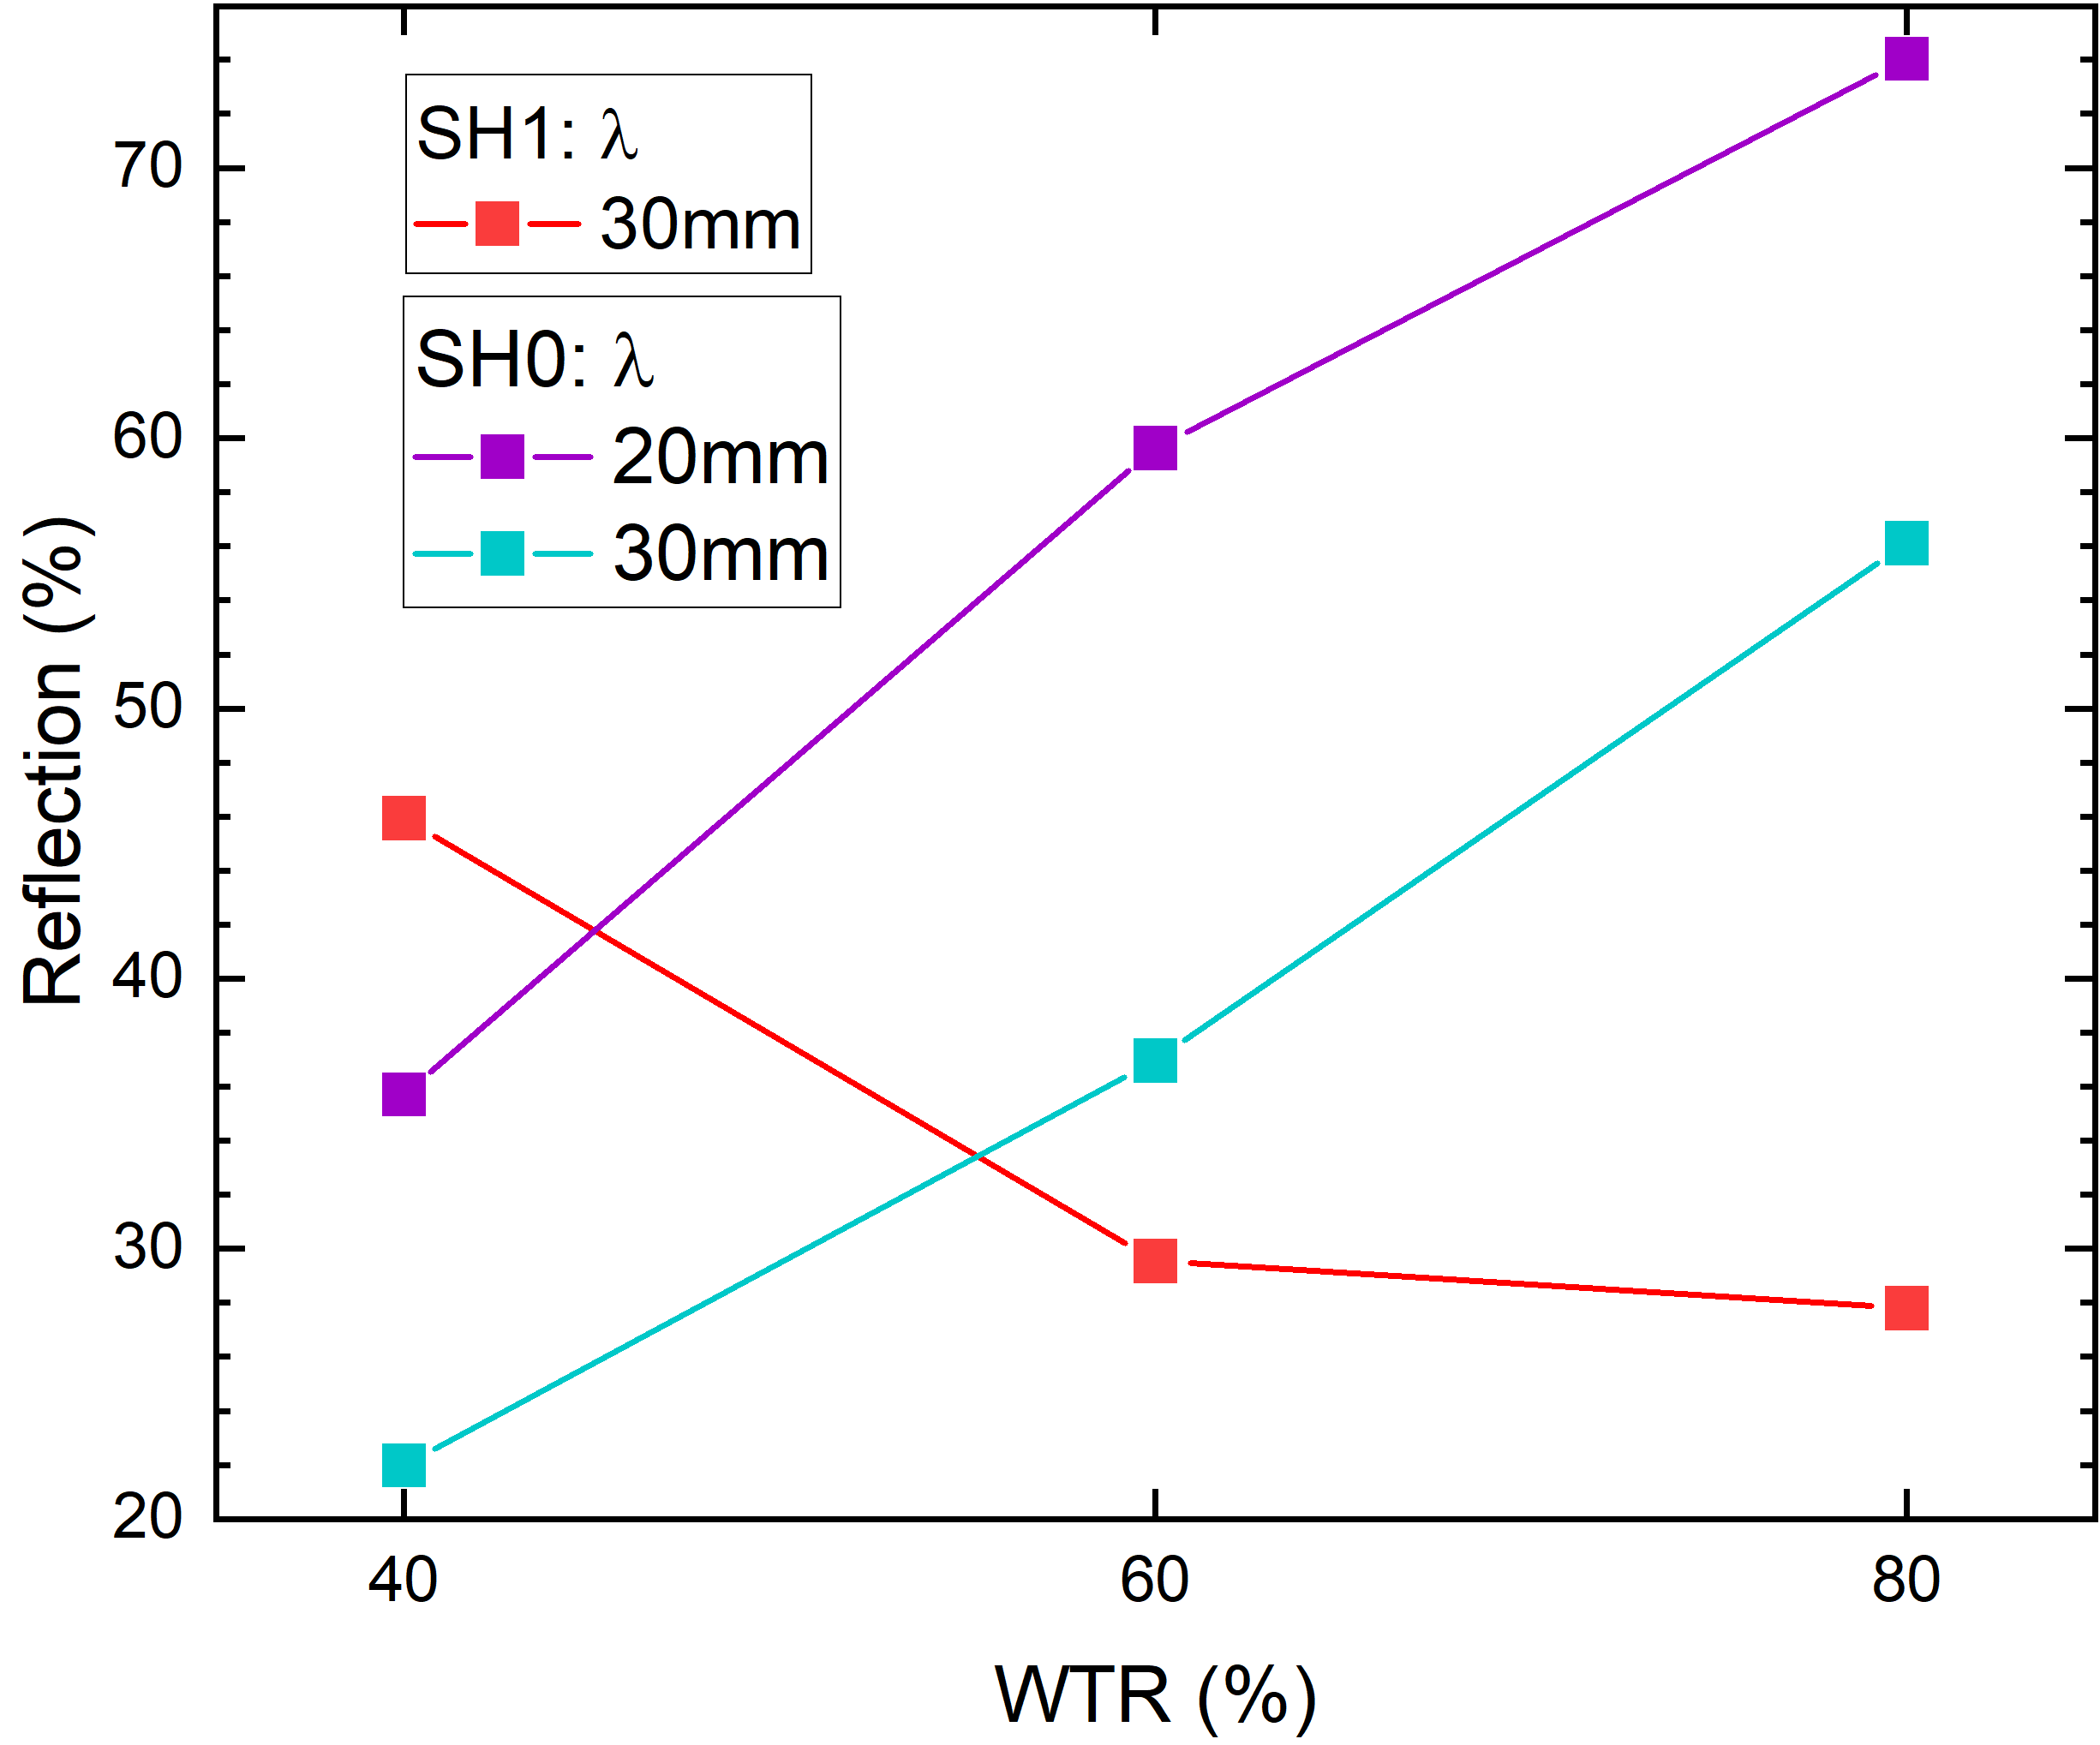 SH1: λ
30mm
SH0: λ
20mm
30mm
Reflection (%)
70
60
50
40
30
20
40 60 80
WTR (%)